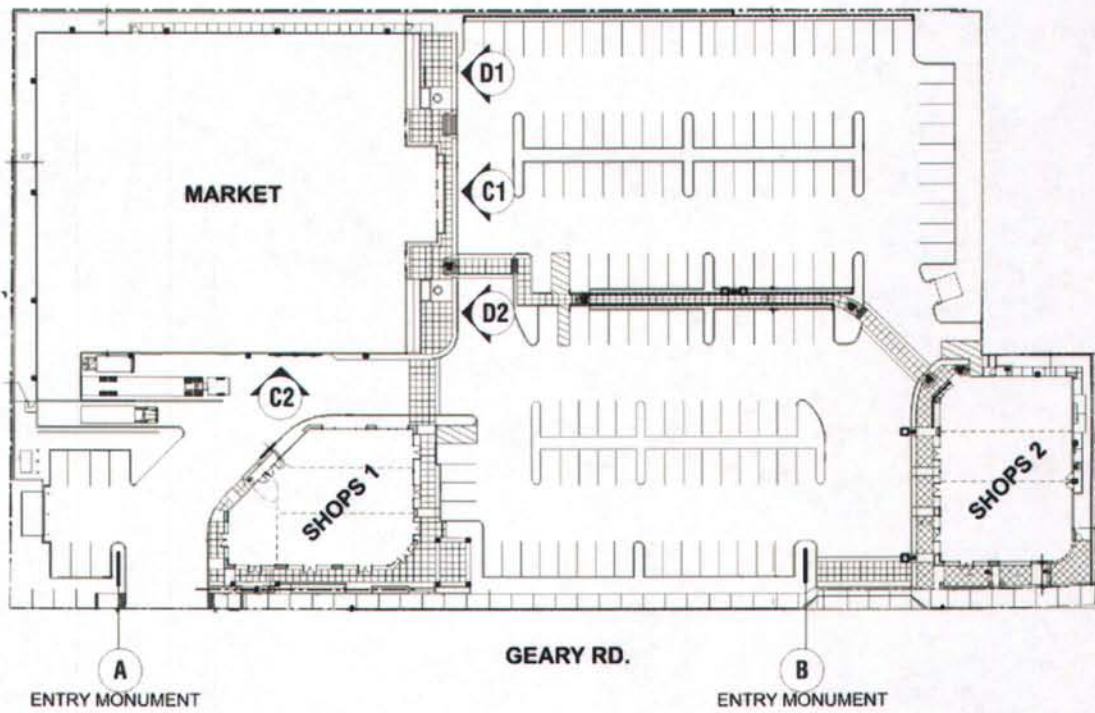 D1
MARKET
C1
D2
C2
SHOPS 1
SHOPS 2
GEARY RD.
A
B
ENTRY MONUMENT
ENTRY MONUMENT